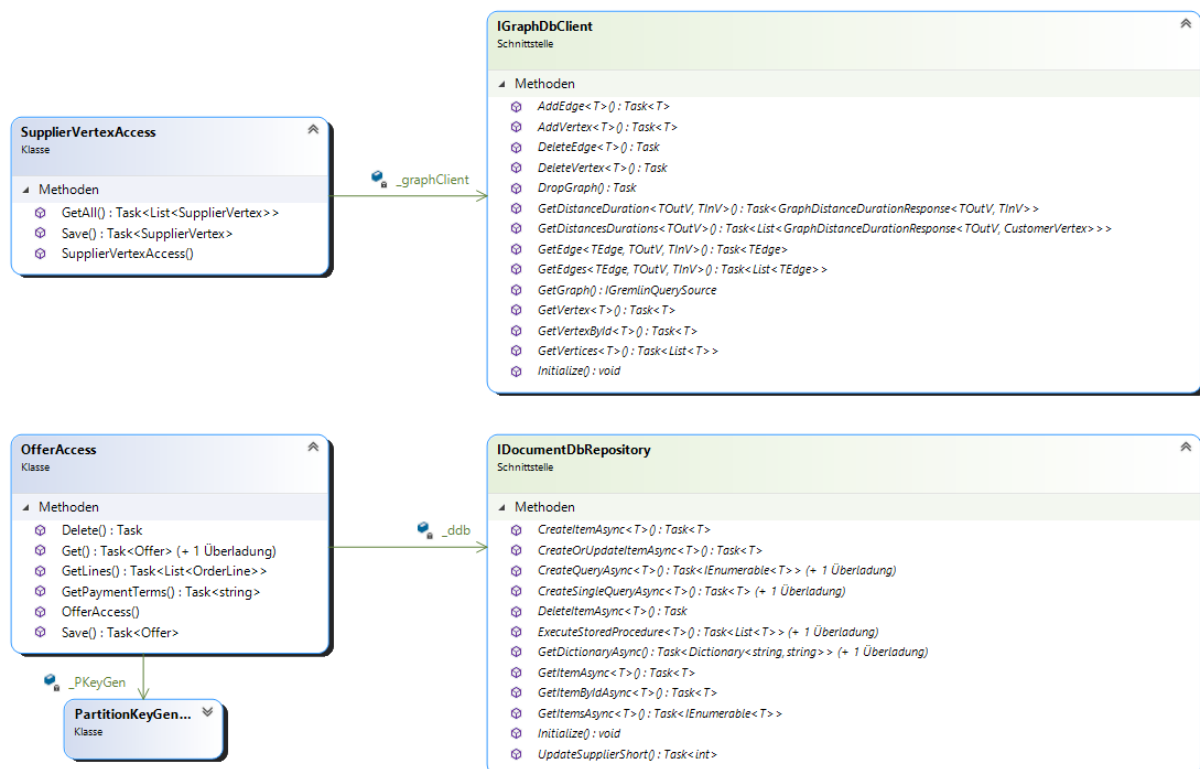 IGraphDbClient
Schnittstelle
Methoden
AddEdge<T>() : Task<T>
AddVertex<T>() : Task<T>
DeleteEdge<T>() : Task
DeleteVertex<T>() : Task
DropGraph() : Task
GetDistanceDuration<TOutV, TInV>() : Task<GraphDistanceDurationResponse<TOutV, TInV>>
GetDistancesDurations<TOutV>() : Task<List<GraphDistanceDurationResponse<TOutV, CustomerVertex>>>
GetEdge<TEdge, TOutV, TInV>() : Task<TEdge>
GetEdges<TEdge, TOutV, TInV>() : Task<List<TEdge>>
GetGraph() : IGremlinQuerySource
GetVertex<T>() : Task<T>
GetVertexById<T>() : Task<T>
GetVertices<T>() : Task<List<T>>
Initialize() : void
SupplierVertexAccess
Klasse
Methoden
GetAll() : Task<List<SupplierVertex>>
Save() : Task<SupplierVertex>
SupplierVertexAccess()
_graphClient
OfferAccess
Klasse
Methoden
Delete() : Task
Get() : Task<Offer> (+ 1 Überladung)
GetLines() : Task<List<OrderLine>>
GetPaymentTerms() : Task<string>
OfferAccess()
Save() : Task<Offer>
_ddb
IDocumentDbRepository
Schnittstelle
Methoden
CreateItemAsync<T>() : Task<T>
CreateOrUpdateItemAsync<T>() : Task<T>
CreateQueryAsync<T>() : Task<IEnumerable<T>> (+ 1 Überladung)
CreateSingleQueryAsync<T>() : Task<T> (+ 1 Überladung)
DeleteItemAsync<T>() : Task
ExecuteStoredProcedure<T>() : Task<List<T>> (+ 1 Überladung)
GetDictionaryAsync() : Task<Dictionary<string, string>> (+ 1 Überladung)
GetItemAsync<T>() : Task<T>
GetItemByIdAsync<T>() : Task<T>
GetItemsAsync<T>() : Task<IEnumerable<T>>
Initialize() : void
UpdateSupplierShort() : Task<int>
_PKeyGen
PartitionKeyGen...
Klasse